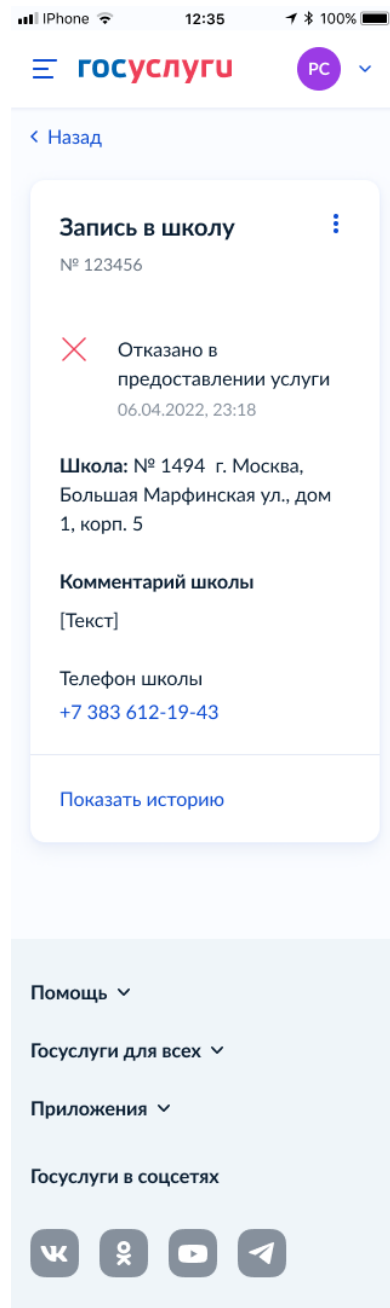 IPhone 12:35 100%
госуслуги РС
Назад
Запись в школу
№ 123456
Отказано в
предоставлении услуги
06.04.2022, 23:18
Школа: № 1494 г. Москва,
Большая Марфинская ул., дом
1, корп. 5
Комментарий школы
[Текст]
Телефон школы
+7 383 612-19-43
Показать историю
Помощь
Госуслуги для всех
Приложения
Госуслуги в соцсетях